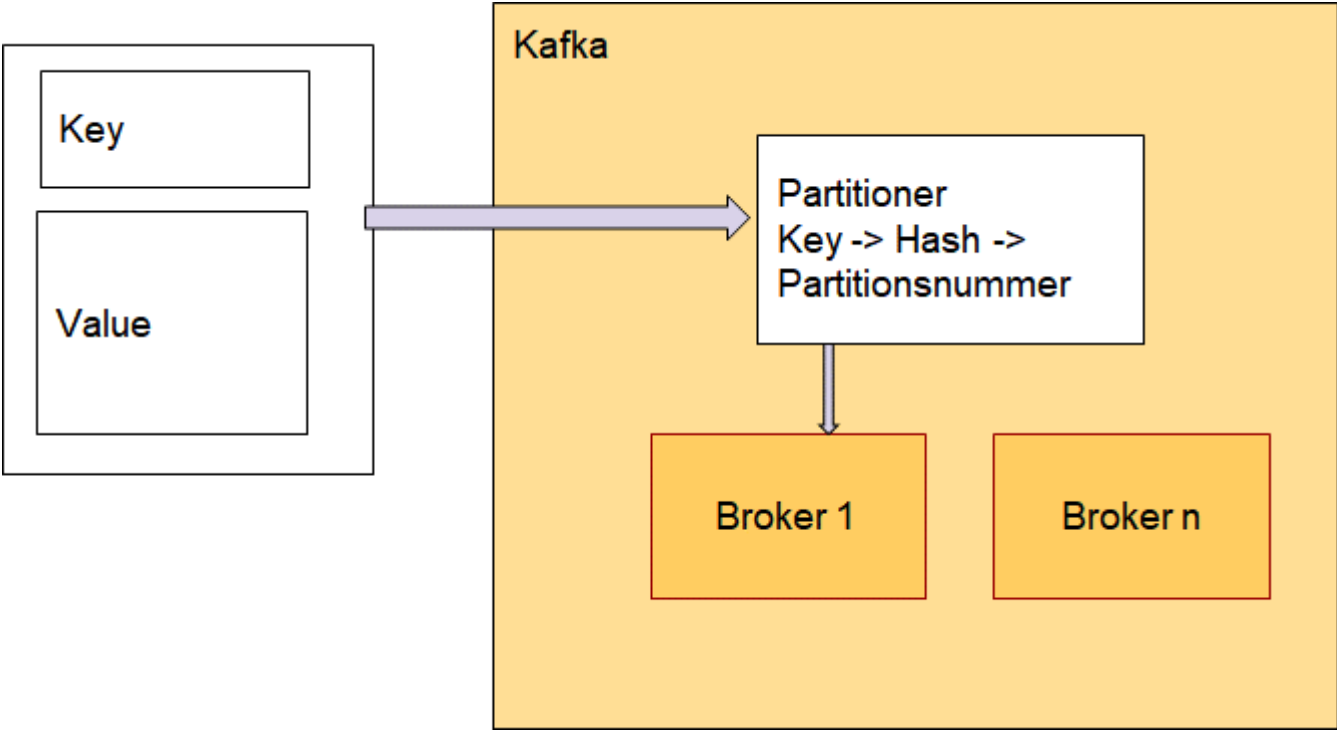 Key
Value
Kafka
Partitioner
Key -> Hash ->
Partitionsnummer
Broker 1
Broker n